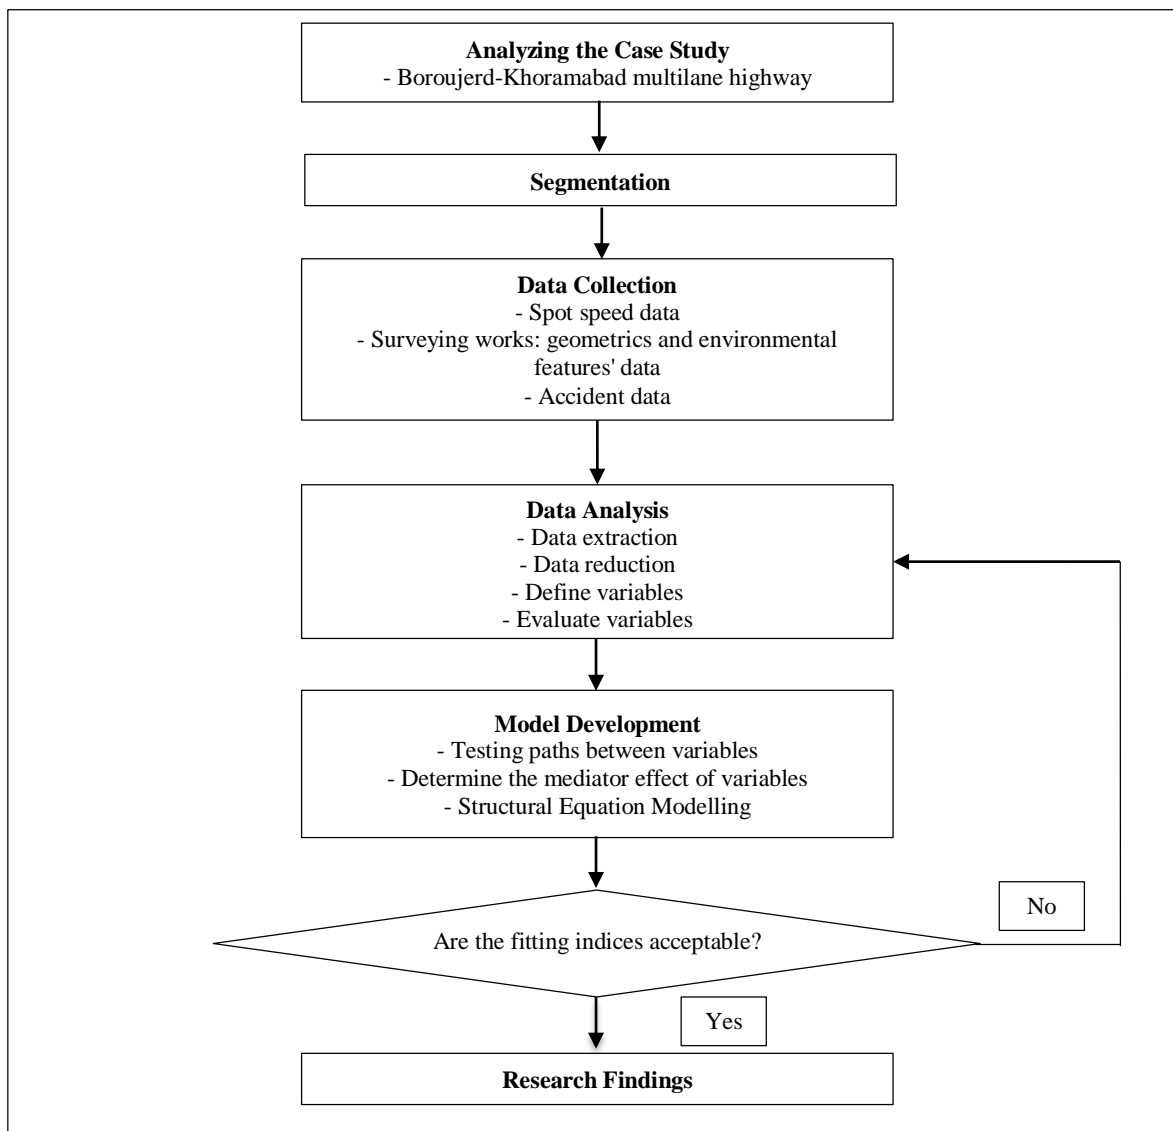 Analyzing the Case Study
- Boroujerd-Khoramabad multilane highway
Segmentation
Data Collection
- Spot speed data
- Surveying works: geometrics and environmental
features' data
- Accident data
Data Analysis
- Data extraction
- Data reduction
- Define variables
- Evaluate variables
Model Development
- Testing paths between variables
- Determine the mediator effect of variables
- Structural Equation Modelling
No
Are the fitting indices acceptable?
Yes
Research Findings